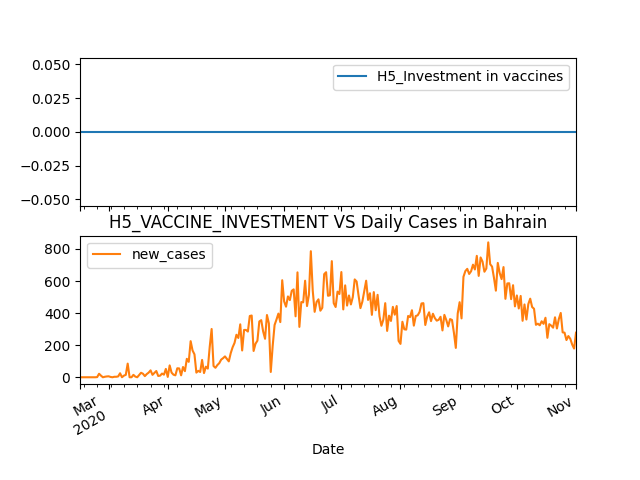 0.050
0.025
0.000
−0.025
−0.050
H5_Investment in vaccines
H5_VACCINE_INVESTMENT VS Daily Cases in Bahrain
800
600
400
200
0
new_cases
Mar
2020
Apr
May
Jun
Jul
Aug
Sep
Oct
Nov
Date